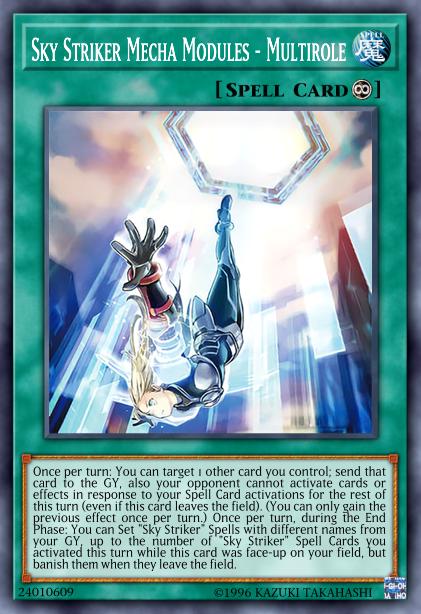 Sky Striker Mecha Modules - Multirole
SPELL
魔
[Spell Card]
Once per turn: You can target 1 other card you control; send that
card to the GY, also your opponent cannot activate cards or
effects in response to your Spell Card activations for the rest of
this turn (even if this card leaves the field). (You can only gain the
previous effect once per turn.) Once per turn, during the End
Phase: You can Set "Sky Striker" Spells with different names from
your GY, up to the number of "Sky Striker" Spell Cards you
activated this turn while this card was face-up on your field, but
banish them when they leave the field.
24010609
©1996 KAZUKI TAKAHASHI